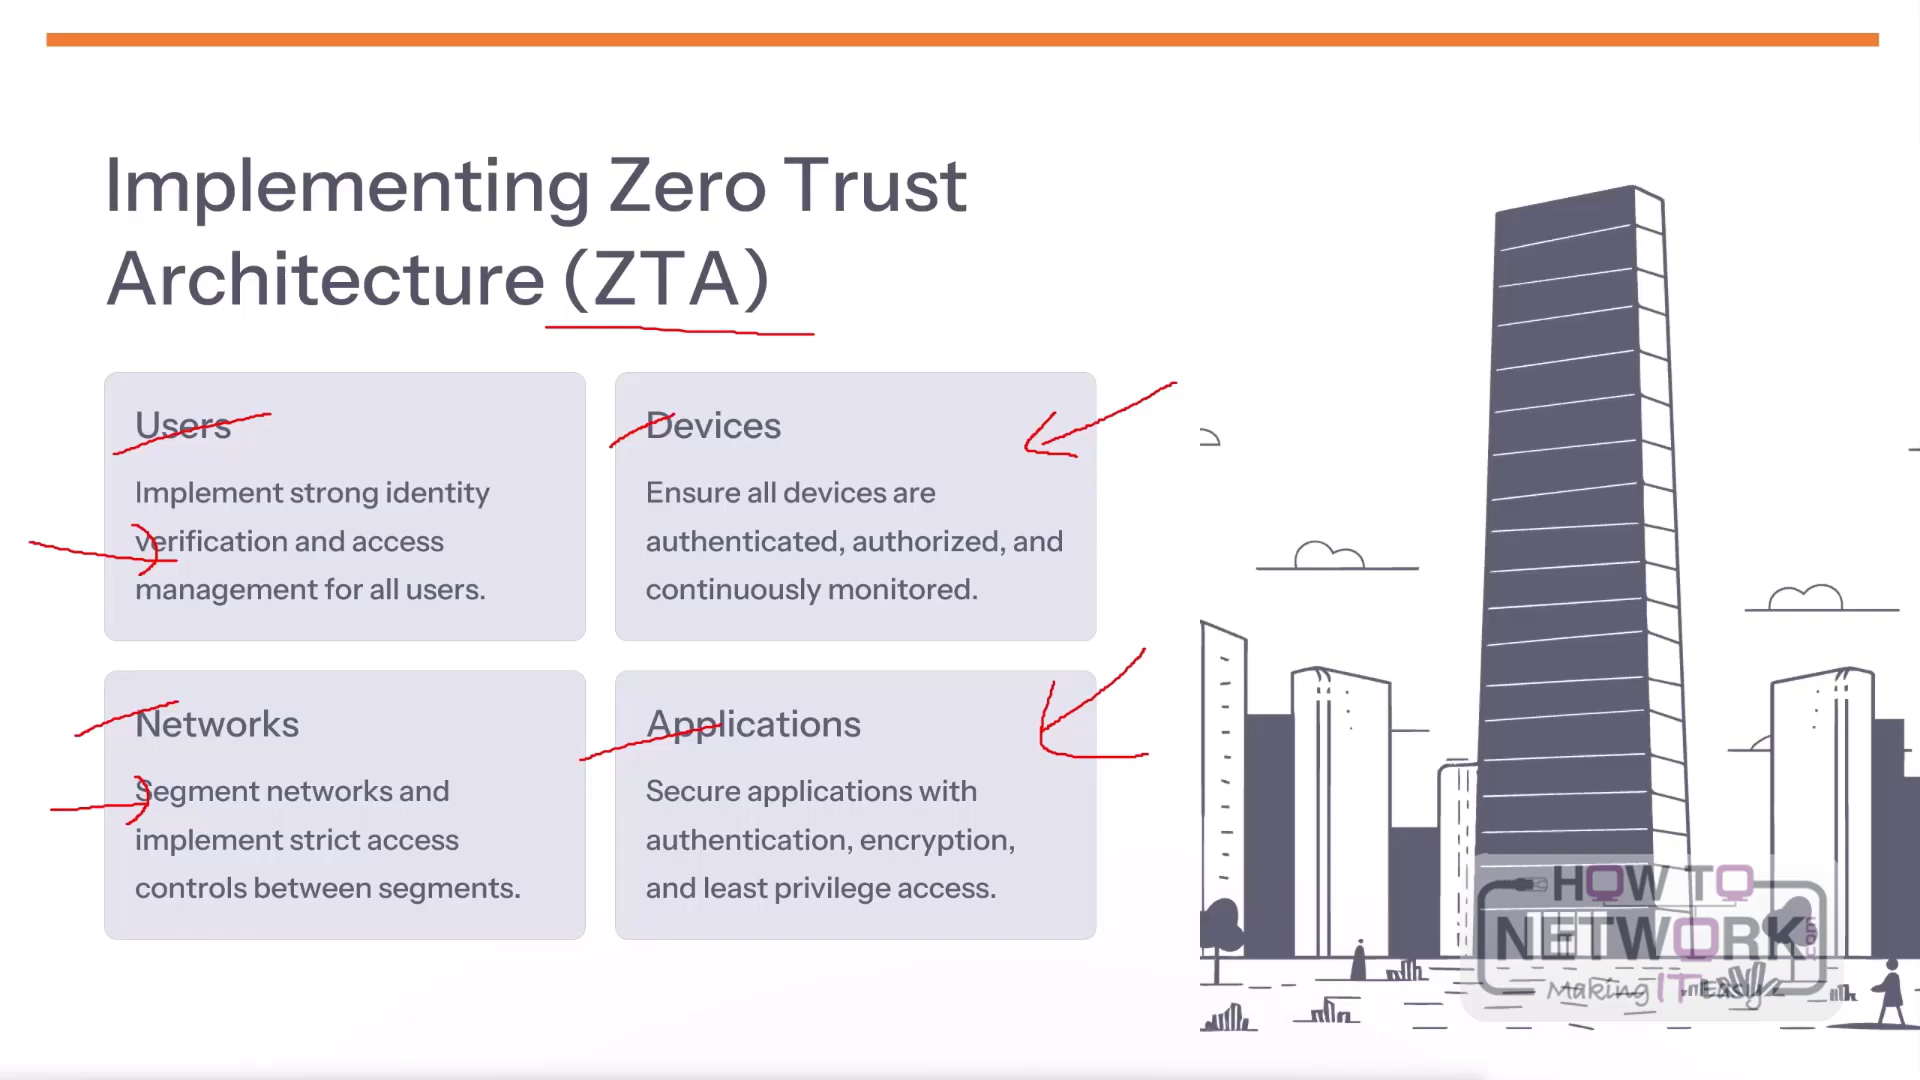 Implementing Zero Trust
Architecture (ZTA)
Users
Implement strong identity
verification and access
management for all users.
Devices
Ensure all devices are
authenticated, authorized, and
continuously monitored.
Networks
Segment networks and
implement strict access
controls between segments.
Applications
Secure applications with
authentication, encryption,
and least privilege access.
HOW TO
NETWORK.com
Making IT Easy